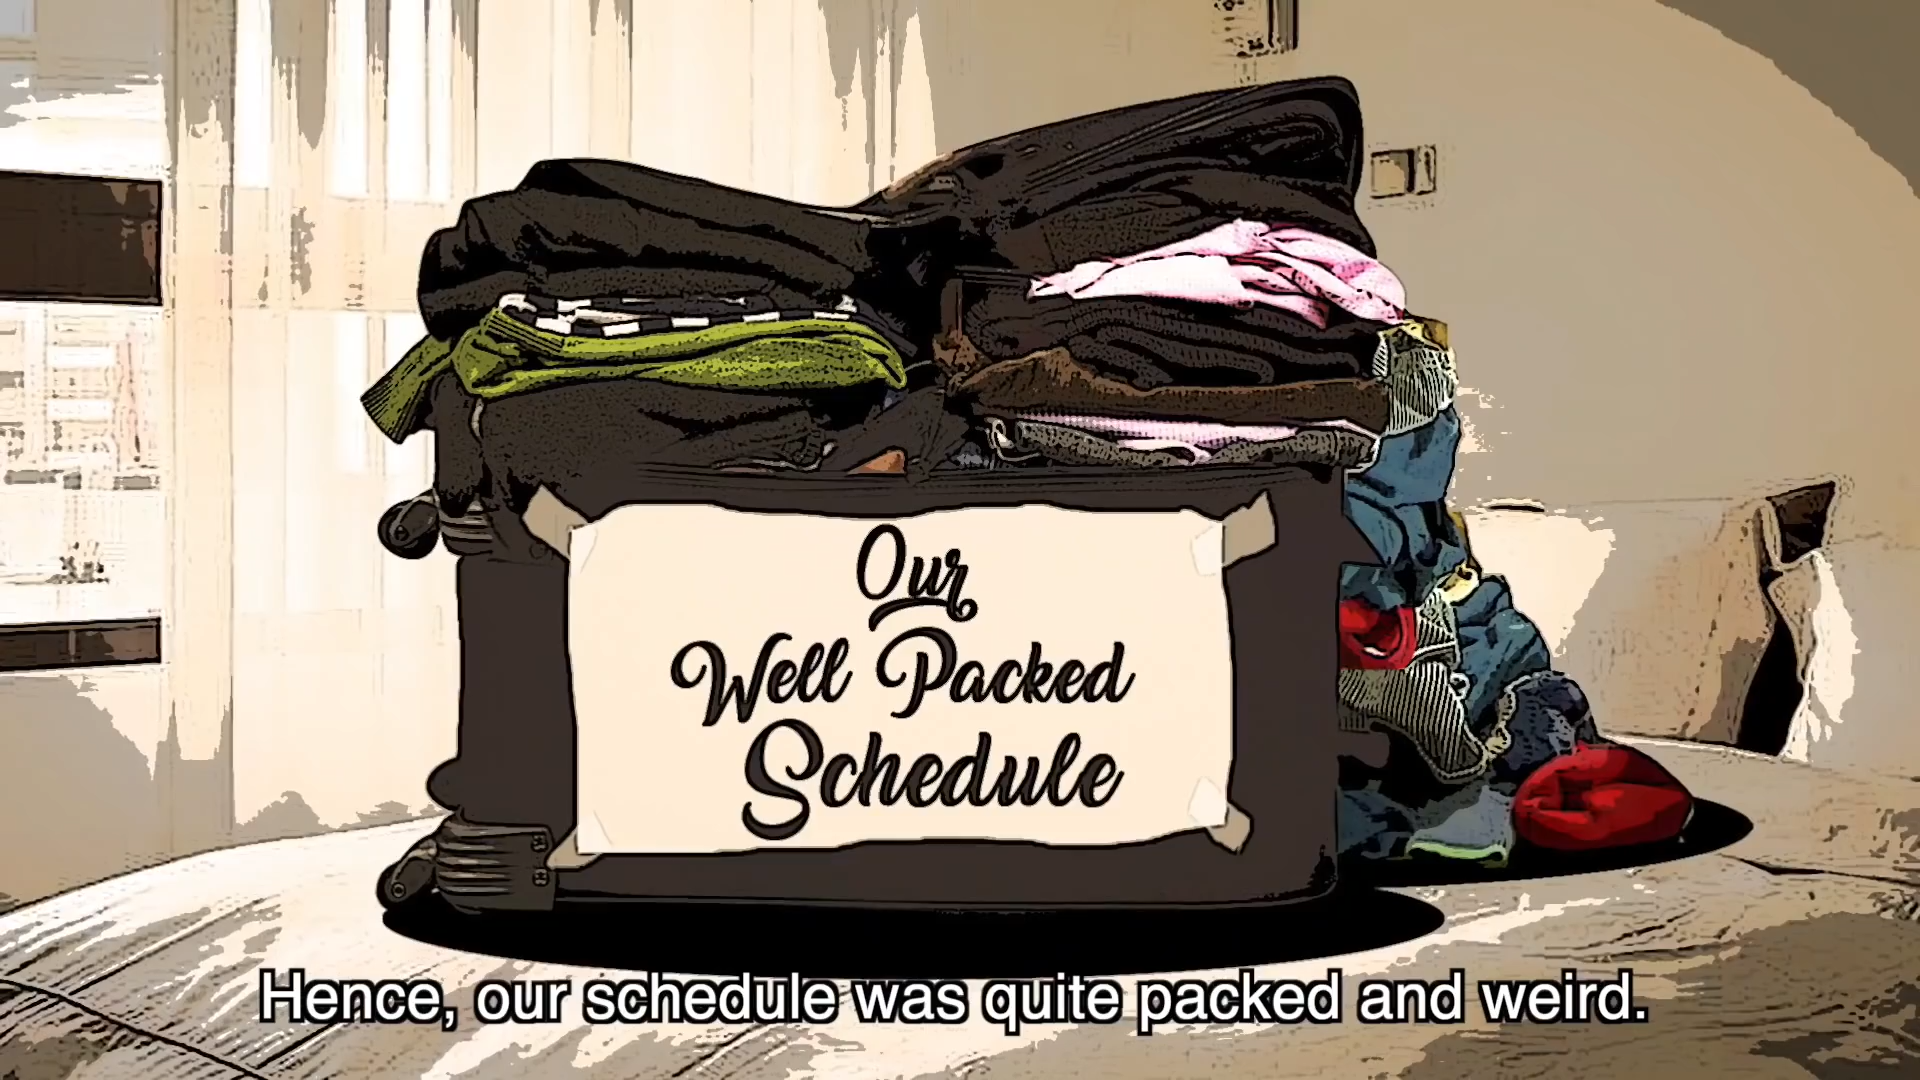 Our
Well Packed
Schedule
Hence, our schedule was quite packed and weird.